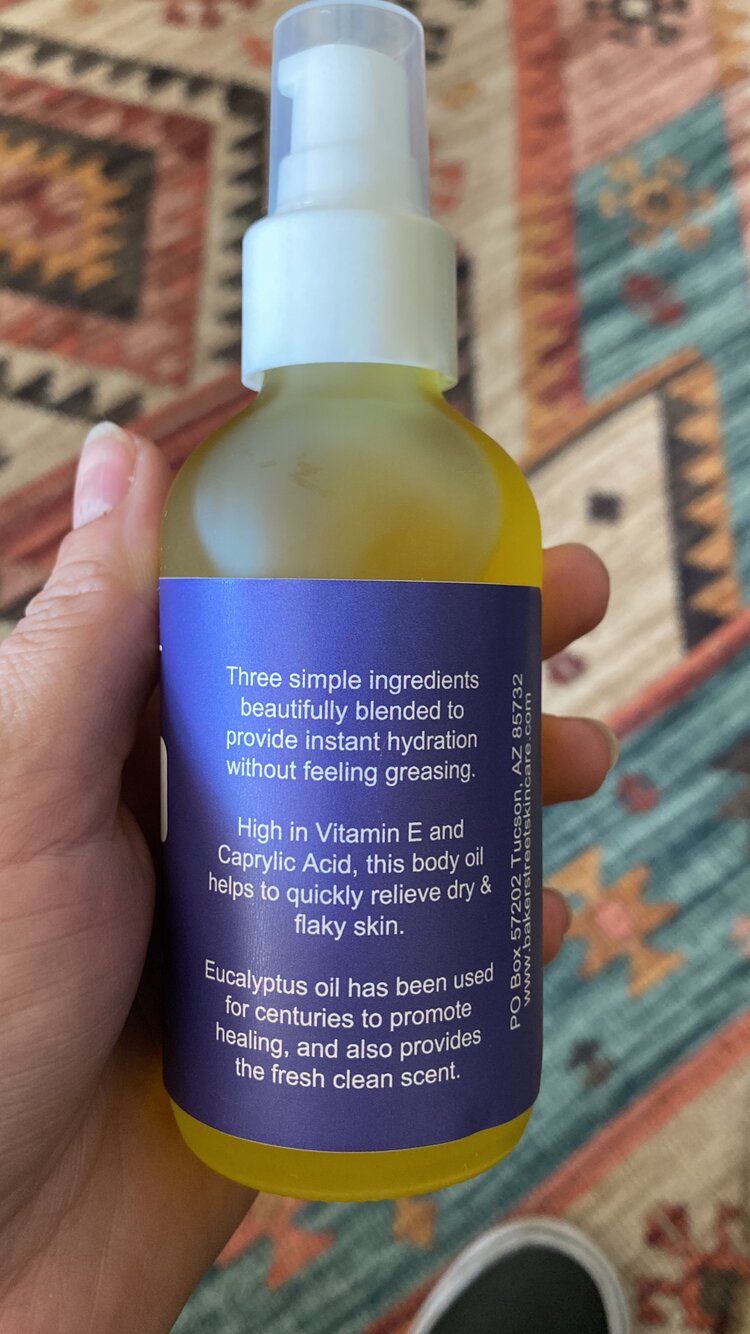 Three simple ingredients
beautifully blended to
provide instant hydration
without feeling greasing.
High in Vitamin E and
Caprylic Acid, this body oil
helps to quickly relieve dry &
flaky skin.
Eucalyptus oil has been used
for centuries to promote
healing, and also provides
the fresh clean scent.
PO Box 57202 Tucson, AZ 85732
www.bakerstreetskincare.com